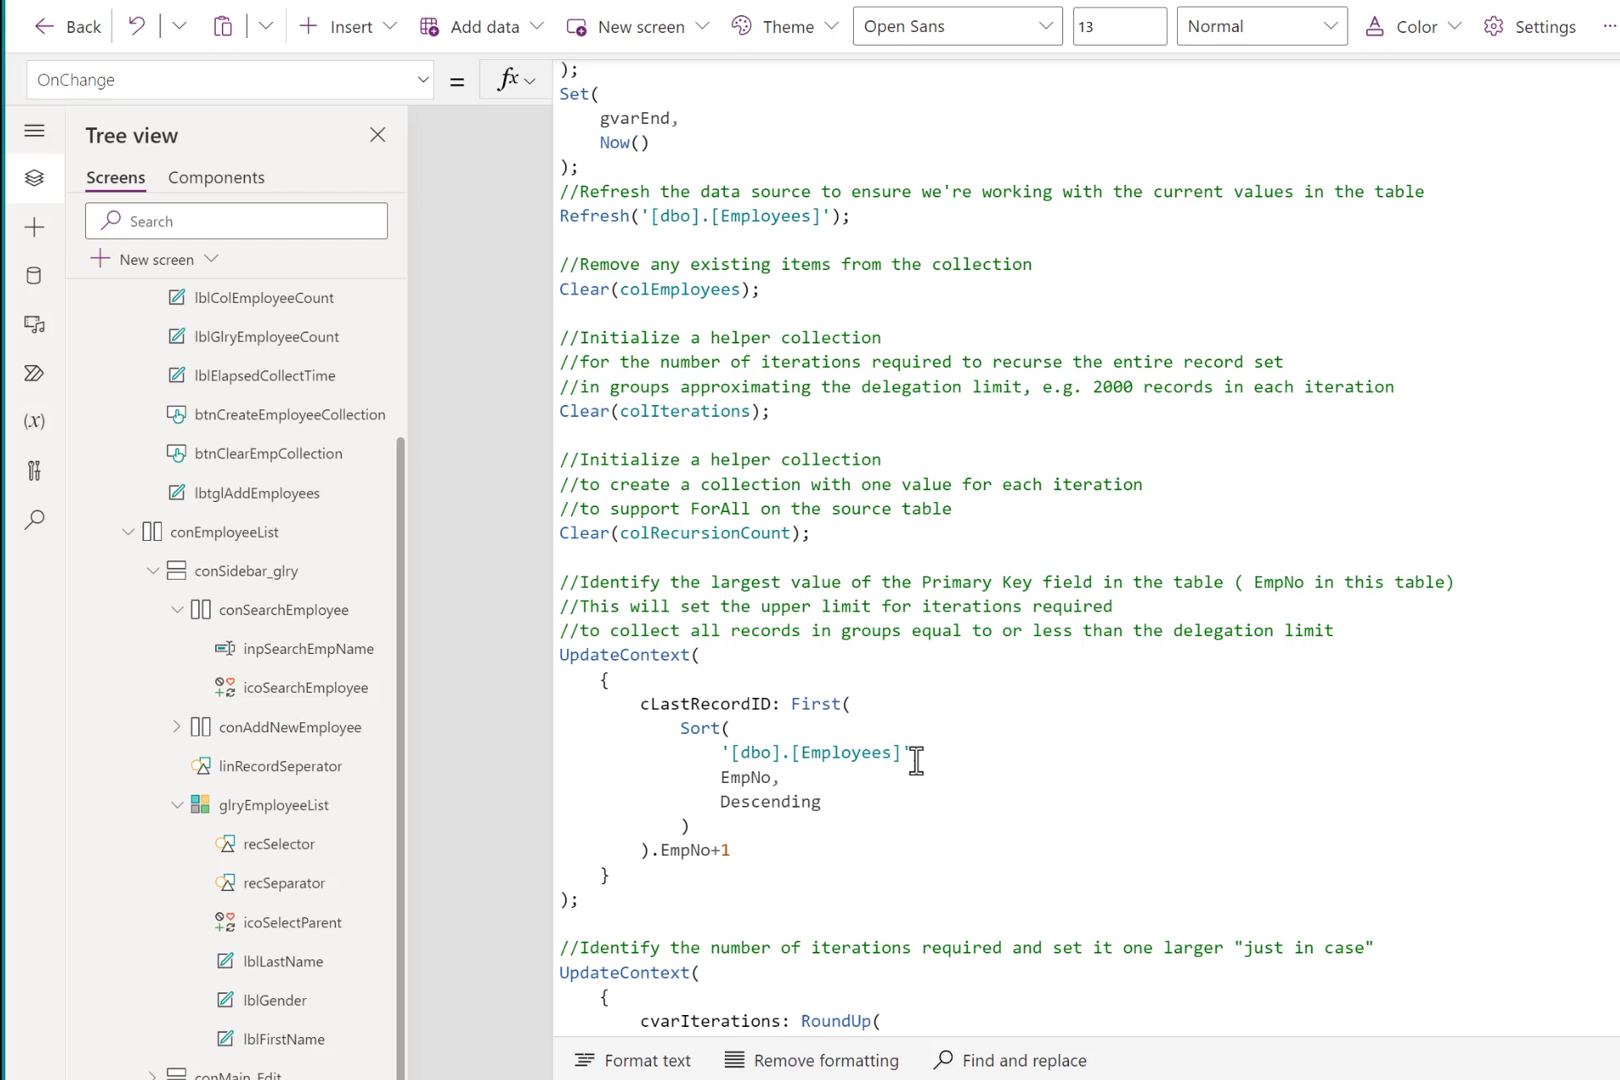 Back
Insert
Add data
New screen
Theme
Open Sans
13
Normal
Color
Settings
OnChange
=
fx
Tree view
Screens
Components
Search
New screen
lblColEmployeeCount
lblGlryEmployeeCount
lblElapsedCollectTime
btnCreateEmployeeCollection
btnClearEmpCollection
lbtglAddEmployees
conEmployeeList
conSidebar_glry
conSearchEmployee
inpSearchEmpName
icoSearchEmployee
conAddNewEmployee
linRecordSeperator
glryEmployeeList
recSelector
recSeparator
icoSelectParent
lblLastName
lblGender
lblFirstName
conMain_Edit
(x)
);
Set(
gvarEnd,
Now()
);
//Refresh the data source to ensure we're working with the current values in the table
Refresh('[dbo].[Employees]');
//Remove any existing items from the collection
Clear(colEmployees);
//Initialize a helper collection
//for the number of iterations required to recurse the entire record set
//in groups approximating the delegation limit, e.g. 2000 records in each iteration
Clear(colIterations);
//Initialize a helper collection
//to create a collection with one value for each iteration
//to support ForAll on the source table
Clear(colRecursionCount);
//Identify the largest value of the Primary Key field in the table ( EmpNo in this table)
//This will set the upper limit for iterations required
//to collect all records in groups equal to or less than the delegation limit
UpdateContext(
{
cLastRecordID: First(
Sort(
'[dbo].[Employees]'
EmpNo,
Descending
)
).EmpNo+1
}
);
//Identify the number of iterations required and set it one larger "just in case"
UpdateContext(
{
cvarIterations: RoundUp(
Format text
Remove formatting
Find and replace